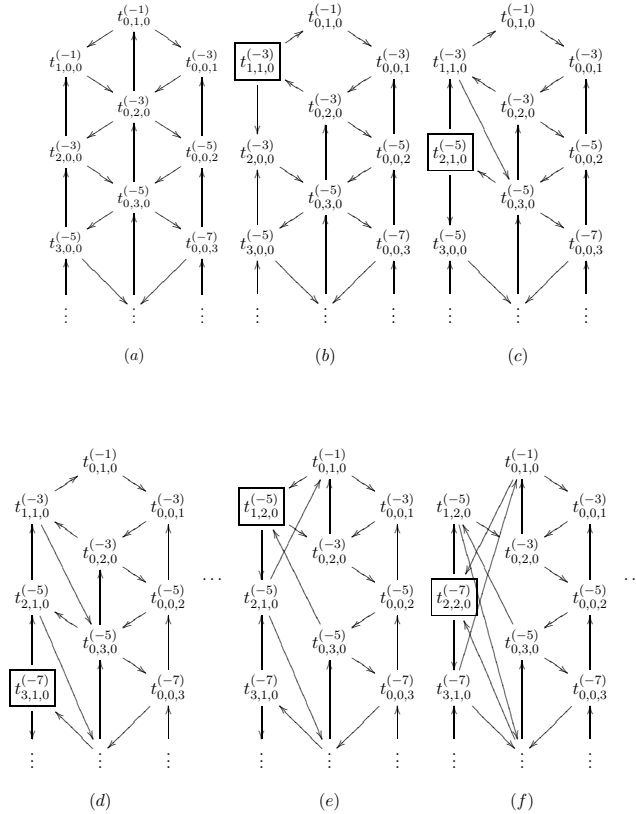 t_{0,1,0}^{(-1)} t_{0,1,0}^{(-1)} t_{0,1,0}^{(-1)}
t_{1,0,0}^{(-1)} t_{0,0,1}^{(-3)} t_{1,1,0}^{(-3)} t_{0,0,1}^{(-3)} t_{1,1,0}^{(-3)} t_{0,0,1}^{(-3)}
t_{0,2,0}^{(-3)} t_{0,2,0}^{(-3)} t_{0,2,0}^{(-3)}
t_{2,0,0}^{(-3)} t_{0,0,2}^{(-5)} t_{2,0,0}^{(-3)} t_{0,0,2}^{(-5)} t_{2,1,0}^{(-5)} t_{0,0,2}^{(-5)}
t_{0,3,0}^{(-5)} t_{0,3,0}^{(-5)} t_{0,3,0}^{(-5)}
t_{3,0,0}^{(-5)} t_{0,0,3}^{(-7)} t_{3,0,0}^{(-5)} t_{0,0,3}^{(-7)} t_{3,0,0}^{(-5)} t_{0,0,3}^{(-7)}
⋮ ⋮ ⋮ ⋮ ⋮ ⋮ ⋮ ⋮ ⋮
(a) (b) (c)
t_{0,1,0}^{(-1)} t_{0,1,0}^{(-1)} t_{0,1,0}^{(-1)}
t_{1,1,0}^{(-3)} t_{0,0,1}^{(-3)} t_{1,2,0}^{(-5)} t_{0,0,1}^{(-3)} t_{1,2,0}^{(-5)} t_{0,0,1}^{(-3)}
t_{0,2,0}^{(-3)} t_{0,2,0}^{(-3)} t_{0,2,0}^{(-3)}
t_{2,1,0}^{(-5)} t_{0,0,2}^{(-5)} ... t_{2,1,0}^{(-5)} t_{0,0,2}^{(-5)} t_{2,2,0}^{(-7)} t_{0,0,2}^{(-5)} ..
t_{0,3,0}^{(-5)} t_{0,3,0}^{(-5)} t_{0,3,0}^{(-5)}
t_{3,1,0}^{(-7)} t_{0,0,3}^{(-7)} t_{3,1,0}^{(-7)} t_{0,0,3}^{(-7)} t_{3,1,0}^{(-7)} t_{0,0,3}^{(-7)}
⋮ ⋮ ⋮ ⋮ ⋮ ⋮ ⋮ ⋮ ⋮
(d) (e) (f)